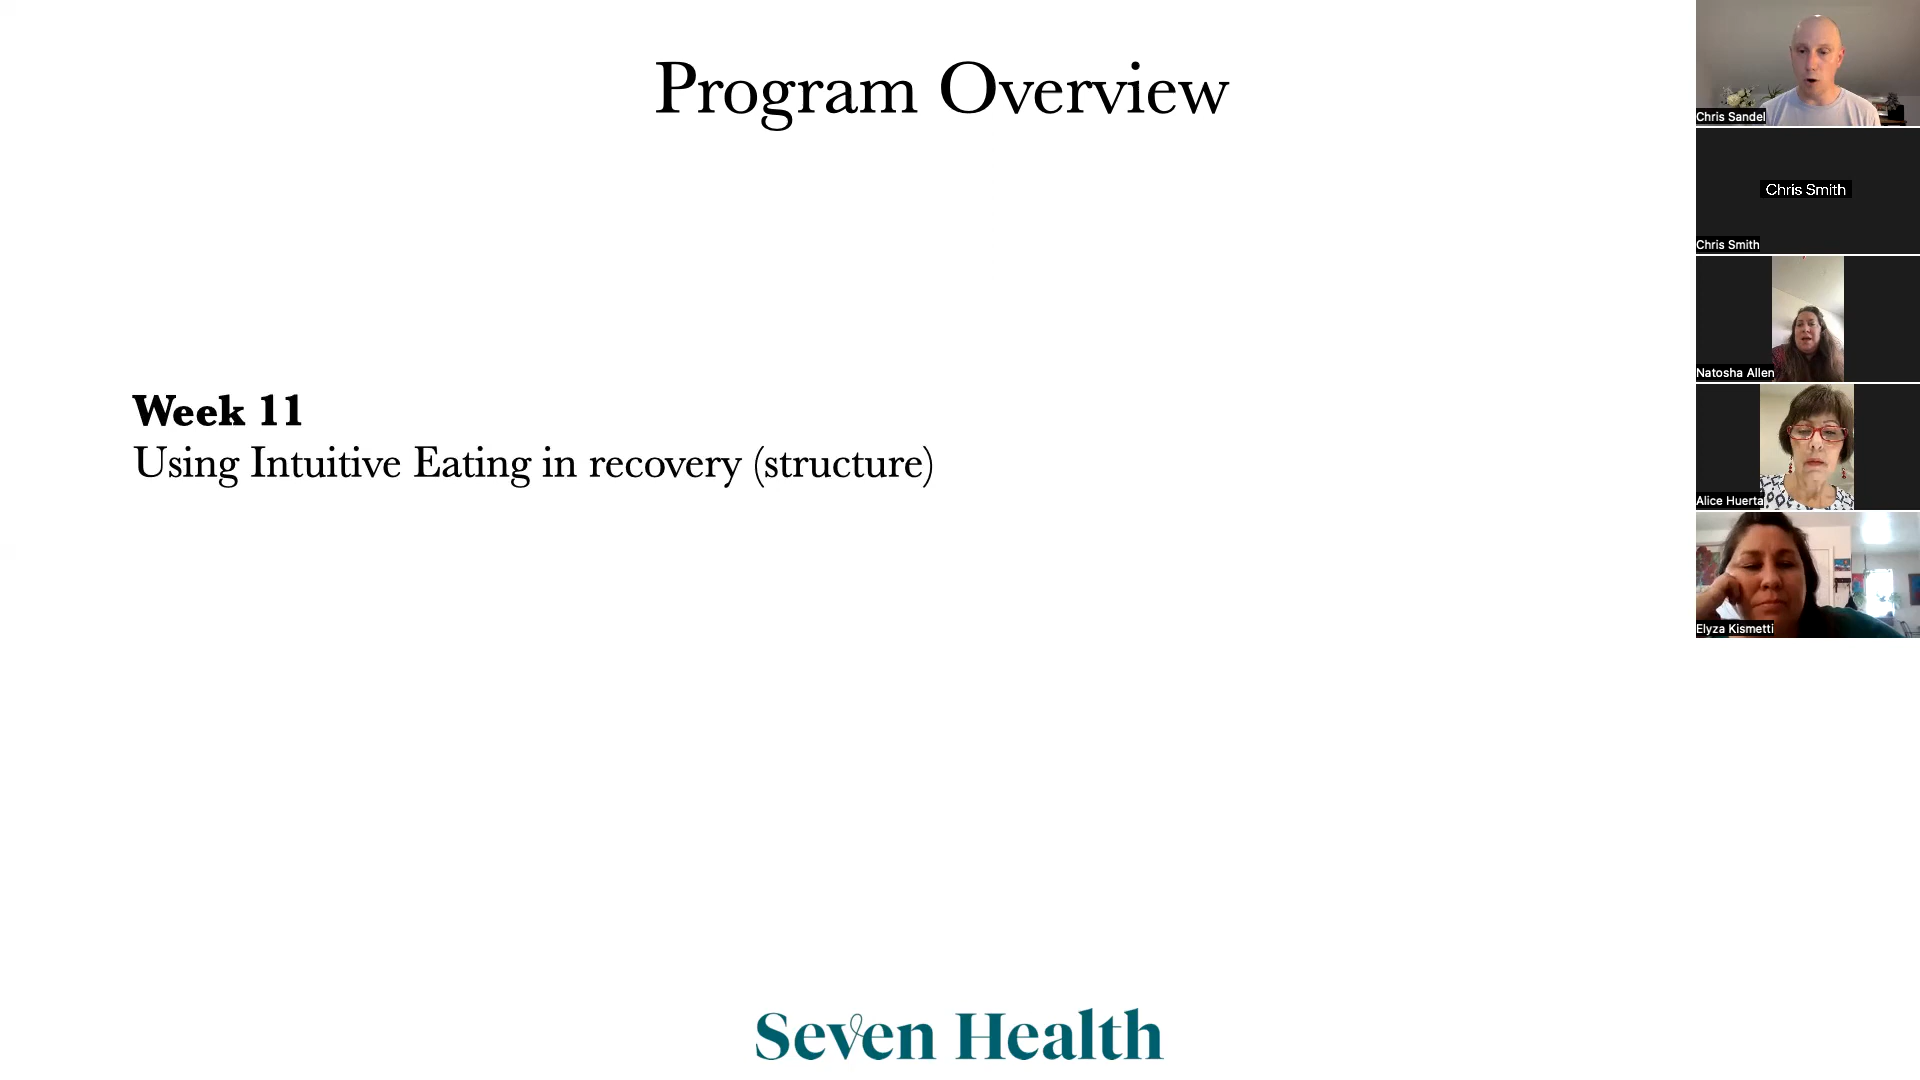 Program Overview
Week 11
Using Intuitive Eating in recovery (structure)
Seven Health
Chris Sandel
Chris Smith
Chris Smith
Natosha Allen
Alice Huerta
Elyza Kismetti